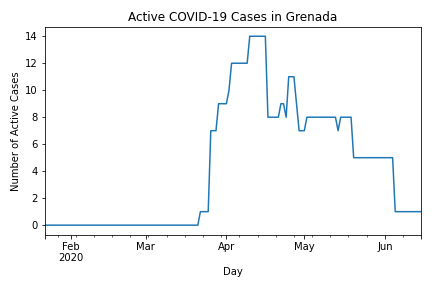 Active COVID-19 Cases in Grenada
Number of Active Cases
14
12
10
8
6
4
2
0
Feb Mar Apr May Jun
2020
Day